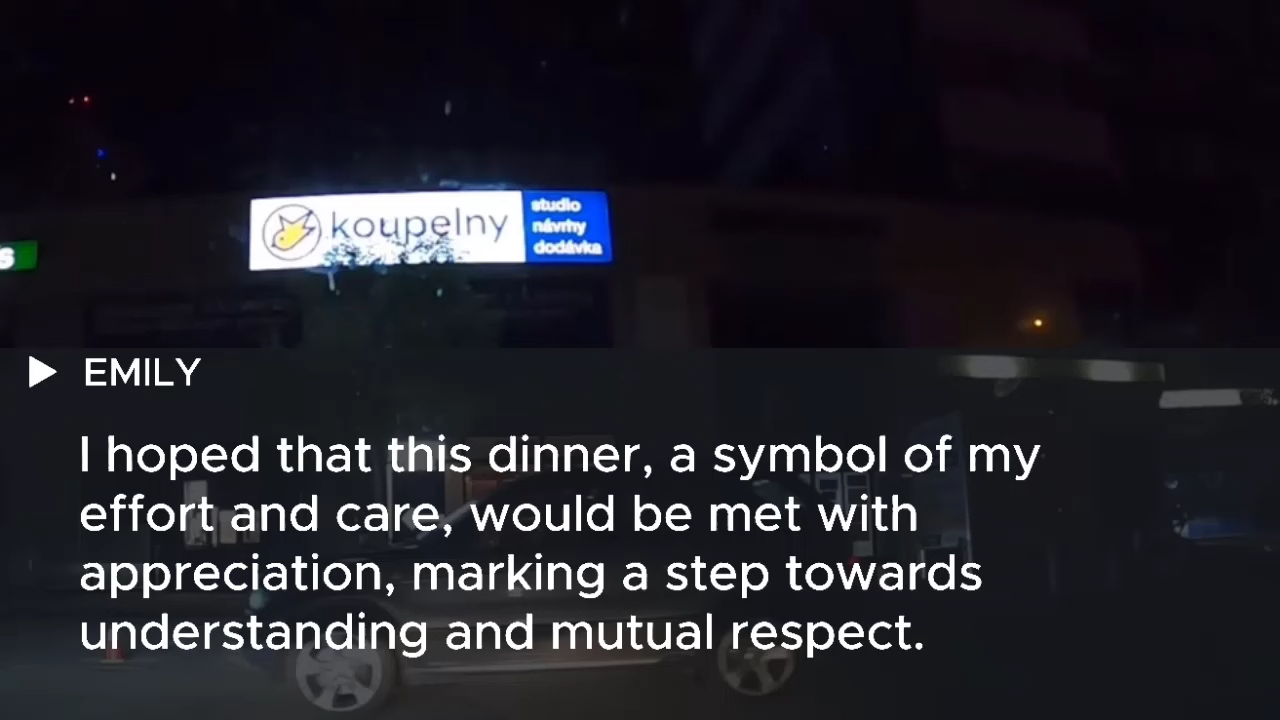 koupelny
studio
návrhy
dodávka
S
EMILY
I hoped that this dinner, a symbol of my
effort and care, would be met with
appreciation, marking a step towards
understanding and mutual respect.